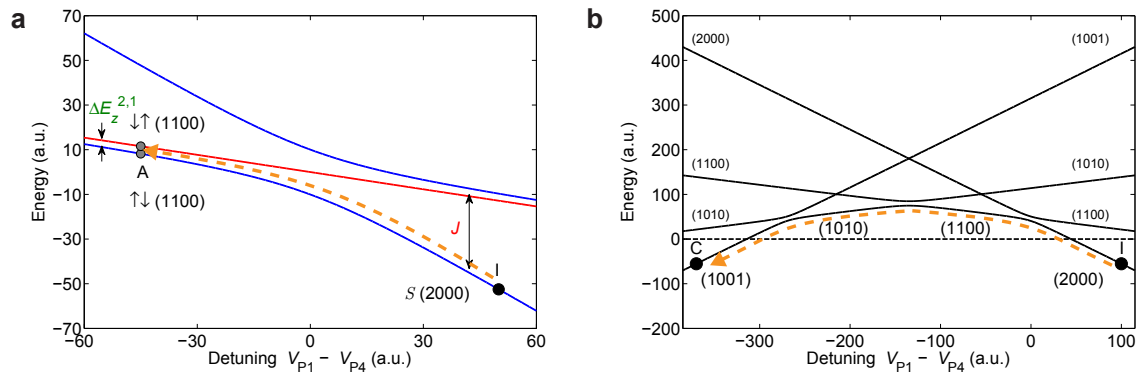 a
70
50
30
10
−10
−30
−50
−70
Energy (a.u.)
ΔE_z^{2,1}
↓↑ (1100)
A
↑↓ (1100)
J
I
S (2000)
−60
−30
0
30
60
Detuning V_P1 − V_P4 (a.u.)
b
500
400
300
200
100
0
−100
−200
Energy (a.u.)
(2000)
(1001)
(1100)
(1010)
(1010)
(1100)
(1010)
(1100)
C
I
(1001)
(2000)
−300
−200
−100
0
100
Detuning V_P1 − V_P4 (a.u.)